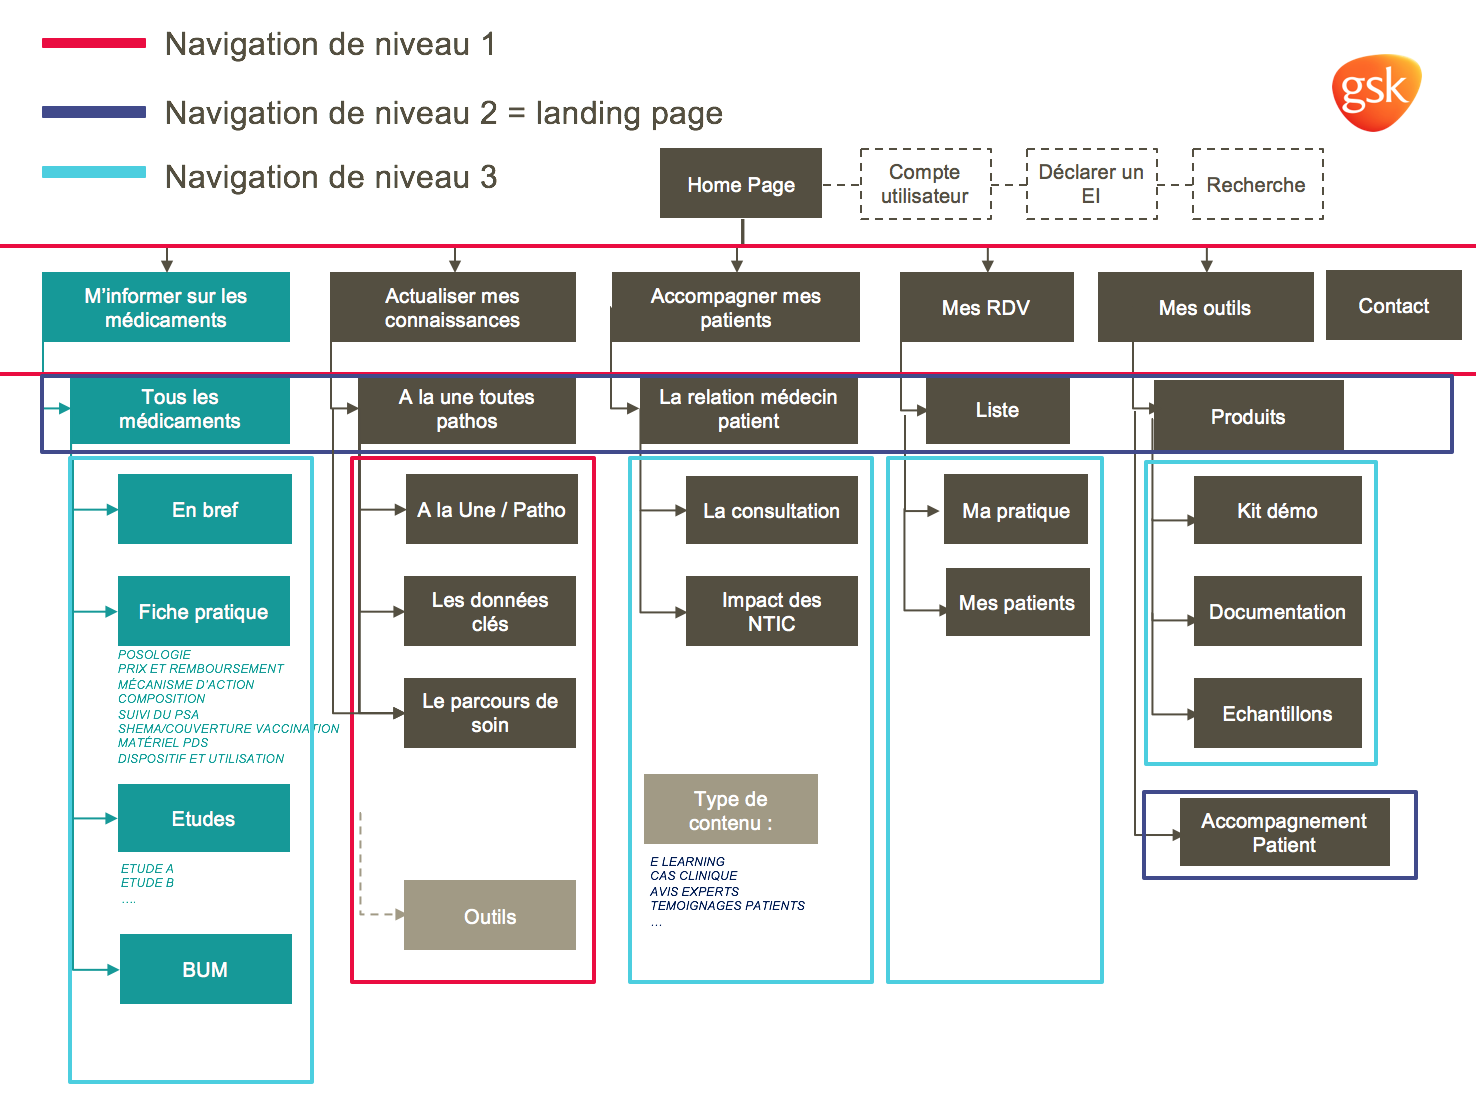 Navigation de niveau 1
Navigation de niveau 2 = landing page
Navigation de niveau 3
gsk
Home Page
Compte
utilisateur
Déclarer un
EI
Recherche
M'informer sur les
médicaments
Actualiser mes
connaissances
Accompagner mes
patients
Mes RDV
Mes outils
Contact
Tous les
médicaments
A la une toutes
pathos
La relation médecin
patient
Liste
Produits
En bref
Fiche pratique
POSOLOGIE
PRIX ET REMBOURSEMENT
MÉCANISME D'ACTION
COMPOSITION
SUIVI DU PSA
SHEMA/COUVERTURE VACCINATION
MATÉRIEL PDS
DISPOSITIF ET UTILISATION
Etudes
ETUDE A
ETUDE B
....
BUM
A la Une / Patho
Les données
clés
Le parcours de
soin
Outils
La consultation
Impact des
NTIC
Type de
contenu :
E LEARNING
CAS CLINIQUE
AVIS EXPERTS
TEMOIGNAGES PATIENTS
...
Ma pratique
Mes patients
Kit démo
Documentation
Echantillons
Accompagnement
Patient